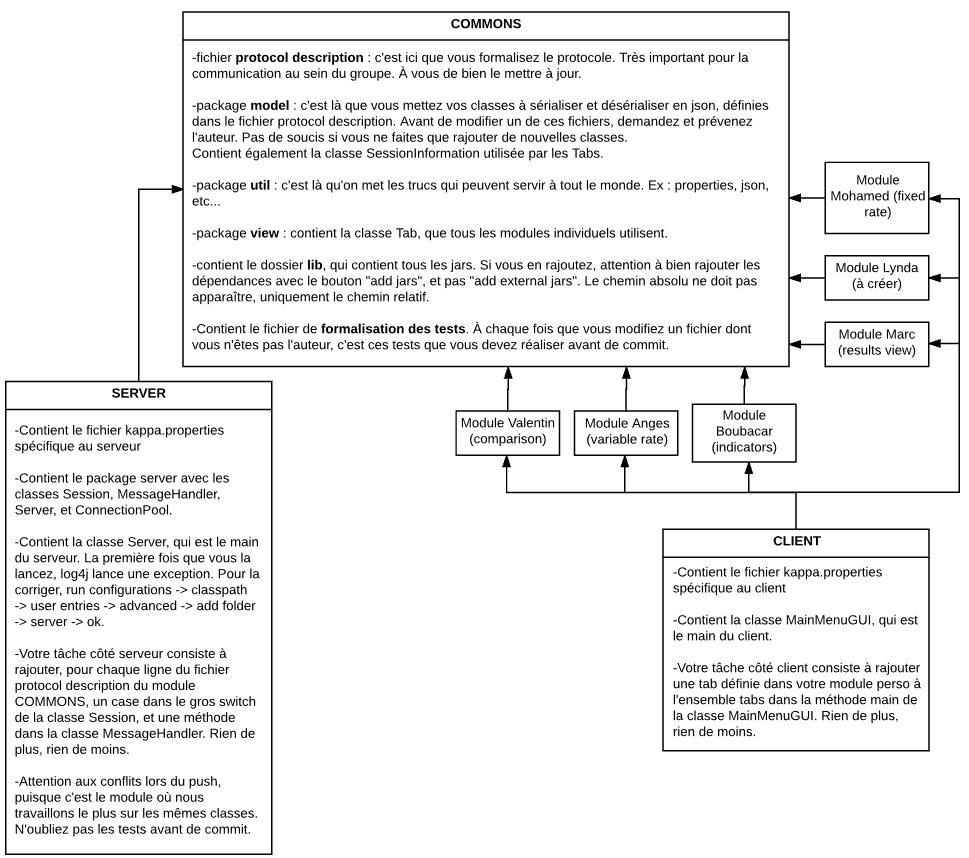 COMMONS
-fichier protocol description : c'est ici que vous formalisez le protocole. Très important pour la
communication au sein du groupe. À vous de bien le mettre à jour.
-package model : c'est là que vous mettez vos classes à sérialiser et désérialiser en json, définies
dans le fichier protocol description. Avant de modifier un de ces fichiers, demandez et prévenez
l'auteur. Pas de soucis si vous ne faites que rajouter de nouvelles classes.
Contient également la classe SessionInformation utilisée par les Tabs.
-package util : c'est là qu'on met les trucs qui peuvent servir à tout le monde. Ex : properties, json,
etc...
-package view : contient la classe Tab, que tous les modules individuels utilisent.
-contient le dossier lib, qui contient tous les jars. Si vous en rajoutez, attention à bien rajouter les
dépendances avec le bouton "add jars", et pas "add external jars". Le chemin absolu ne doit pas
apparaître, uniquement le chemin relatif.
-Contient le fichier de formalisation des tests. À chaque fois que vous modifiez un fichier dont
vous n'êtes pas l'auteur, c'est ces tests que vous devez réaliser avant de commit.
Module
Mohamed (fixed
rate)
Module Lynda
(à créer)
Module Marc
(results view)
Module Valentin
(comparison)
Module Anges
(variable rate)
Module
Boubacar
(indicators)
SERVER
-Contient le fichier kappa.properties
spécifique au serveur
-Contient le package server avec les
classes Session, MessageHandler,
Server, et ConnectionPool.
-Contient la classe Server, qui est le main
du serveur. La première fois que vous la
lancez, log4j lance une exception. Pour la
corriger, run configurations -> classpath
-> user entries -> advanced -> add folder
-> server -> ok.
-Votre tâche côté serveur consiste à
rajouter, pour chaque ligne du fichier
protocol description du module
COMMONS, un case dans le gros switch
de la classe Session, et une méthode
dans la classe MessageHandler. Rien de
plus, rien de moins.
-Attention aux conflits lors du push,
puisque c'est le module où nous
travaillons le plus sur les mêmes classes.
N'oubliez pas les tests avant de commit.
CLIENT
-Contient le fichier kappa.properties
spécifique au client
-Contient la classe MainMenuGUI, qui est
le main du client.
-Votre tâche côté client consiste à rajouter
une tab définie dans votre module perso à
l'ensemble tabs dans la méthode main de
la classe MainMenuGUI. Rien de plus,
rien de moins.